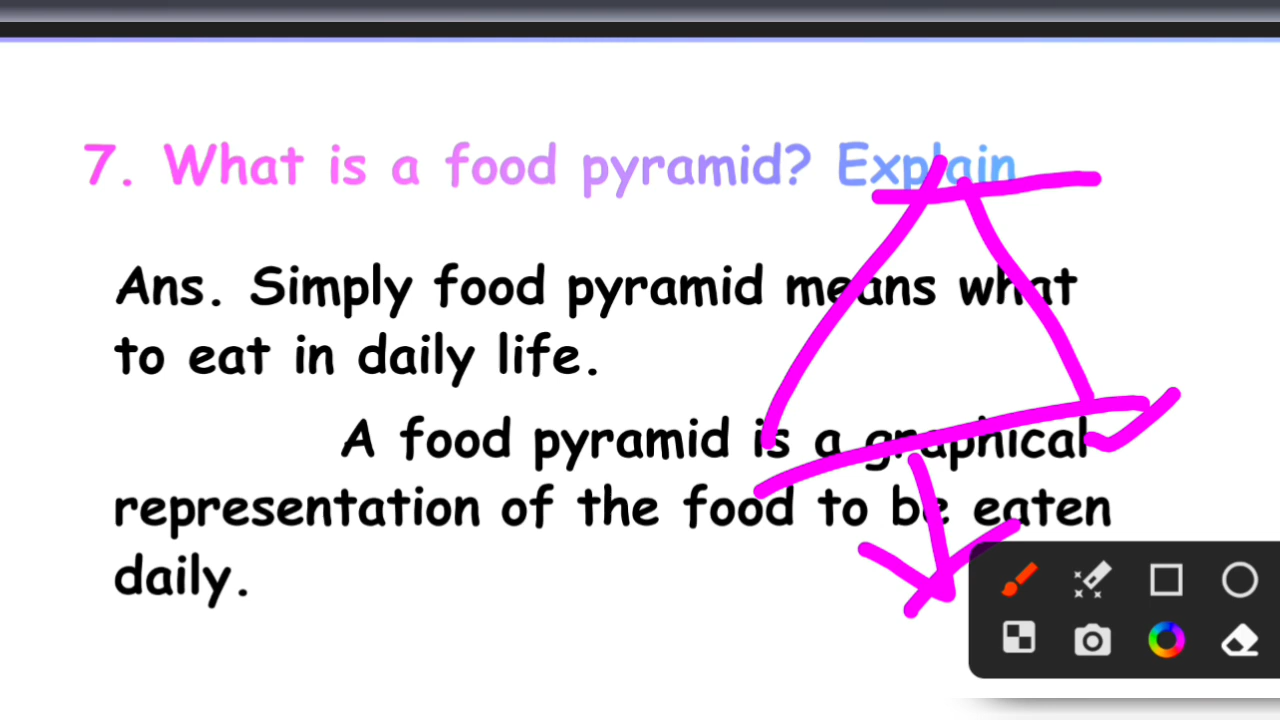 7. What is a food pyramid? Explain
Ans. Simply food pyramid means what
to eat in daily life.
A food pyramid is a graphical
representation of the food to be eaten
daily.